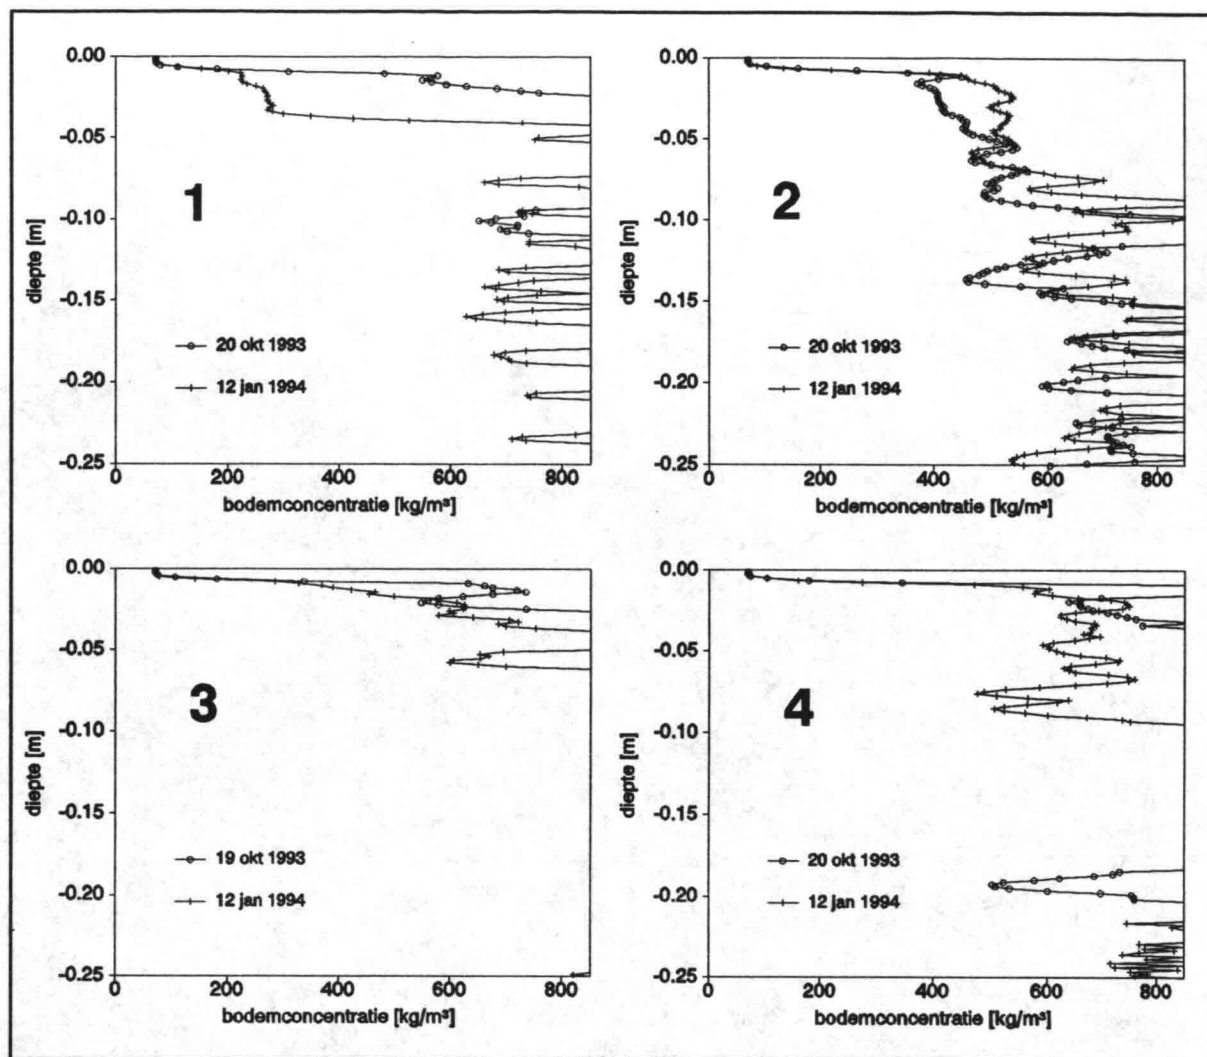 0.00
-0.05
-0.10
-0.15
-0.20
-0.25
diepte [m]
1
20 okt 1993
12 jan 1994
0 200 400 600 800
bodemconcentratie [kg/m³]
0.00
-0.05
-0.10
-0.15
-0.20
-0.25
diepte [m]
2
20 okt 1993
12 jan 1994
0 200 400 600 800
bodemconcentratie [kg/m³]
0.00
-0.05
-0.10
-0.15
-0.20
-0.25
diepte [m]
3
19 okt 1993
12 jan 1994
0 200 400 600 800
bodemconcentratie [kg/m³]
0.00
-0.05
-0.10
-0.15
-0.20
-0.25
diepte [m]
4
20 okt 1993
12 jan 1994
0 200 400 600 800
bodemconcentratie [kg/m³]